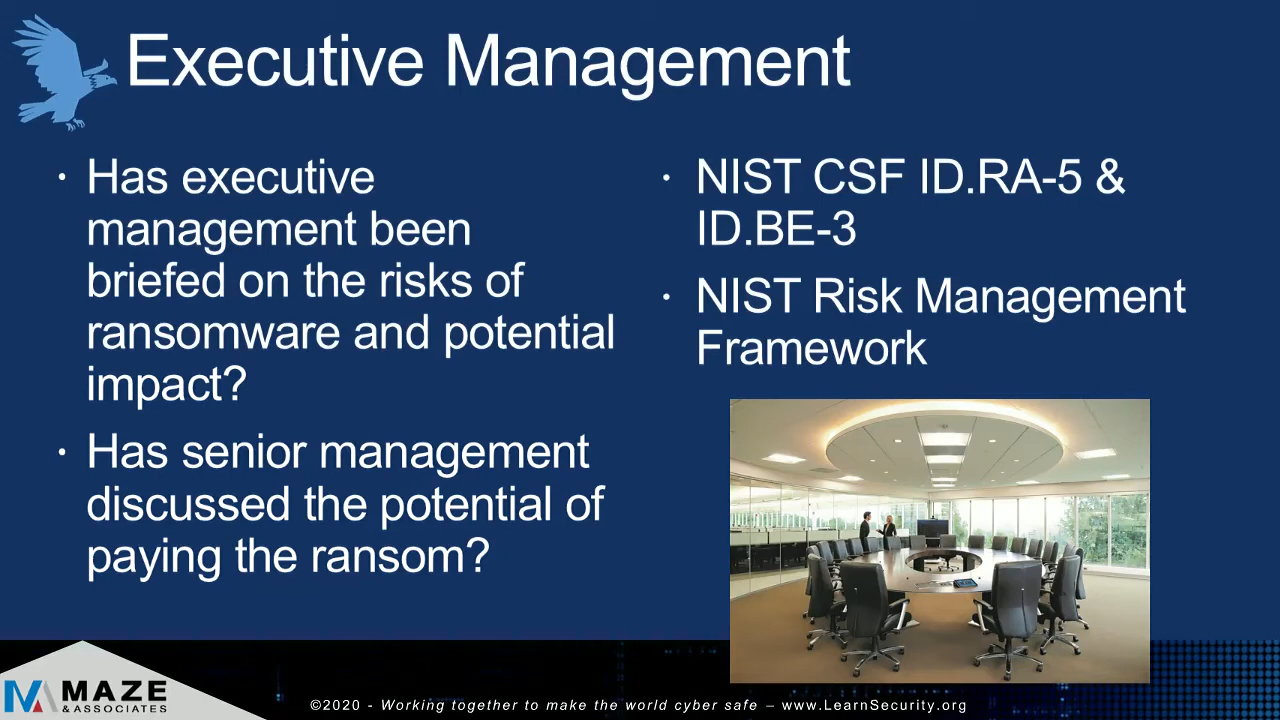 Executive Management
· Has executive
management been
briefed on the risks of
ransomware and potential
impact?
· Has senior management
discussed the potential of
paying the ransom?
· NIST CSF ID.RA-5 &
ID.BE-3
· NIST Risk Management
Framework
MAZE
& ASSOCIATES
©2020 - Working together to make the world cyber safe – www.LearnSecurity.org